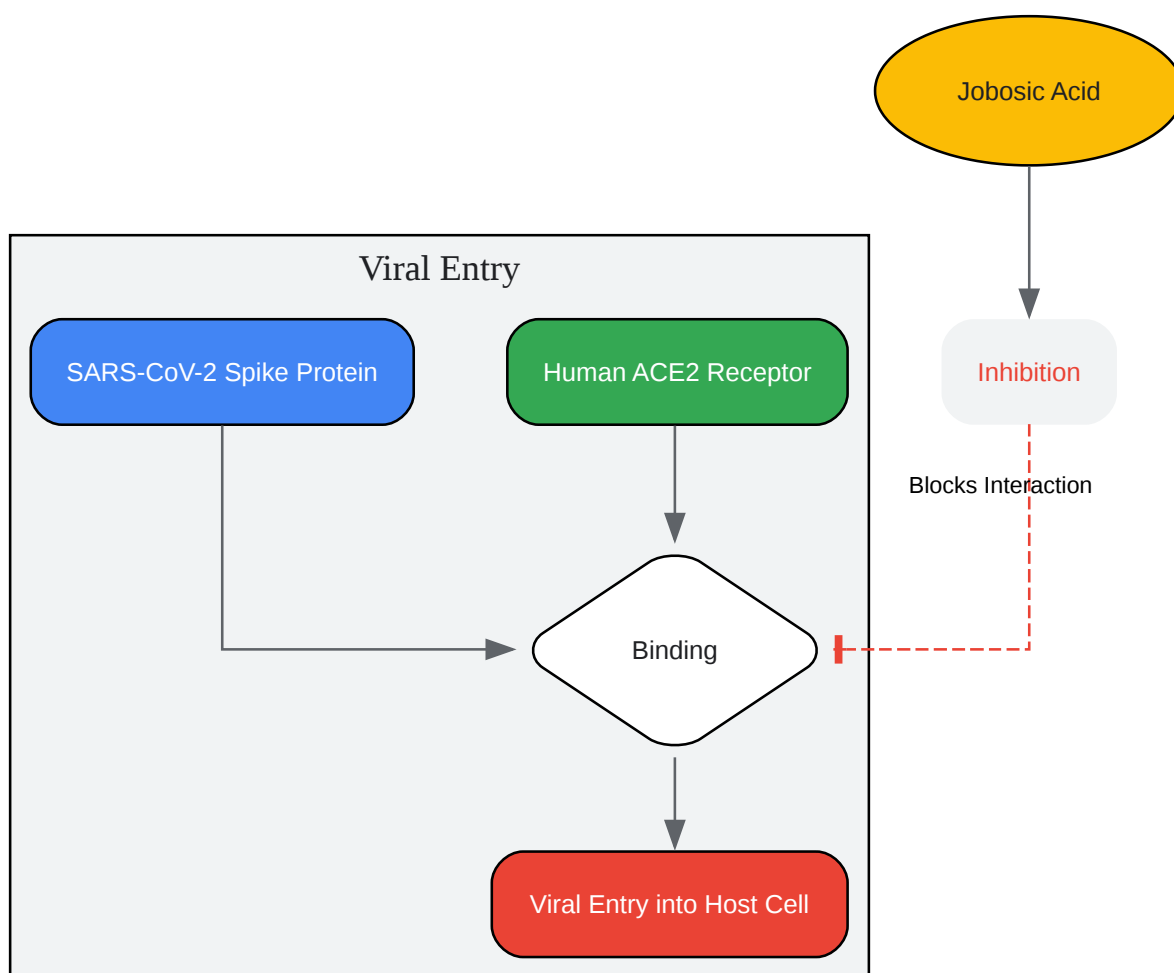 Jobosic Acid
Viral Entry
SARS-CoV-2 Spike Protein
Human ACE2 Receptor
Inhibition
Blocks Interaction
Binding
Viral Entry into Host Cell